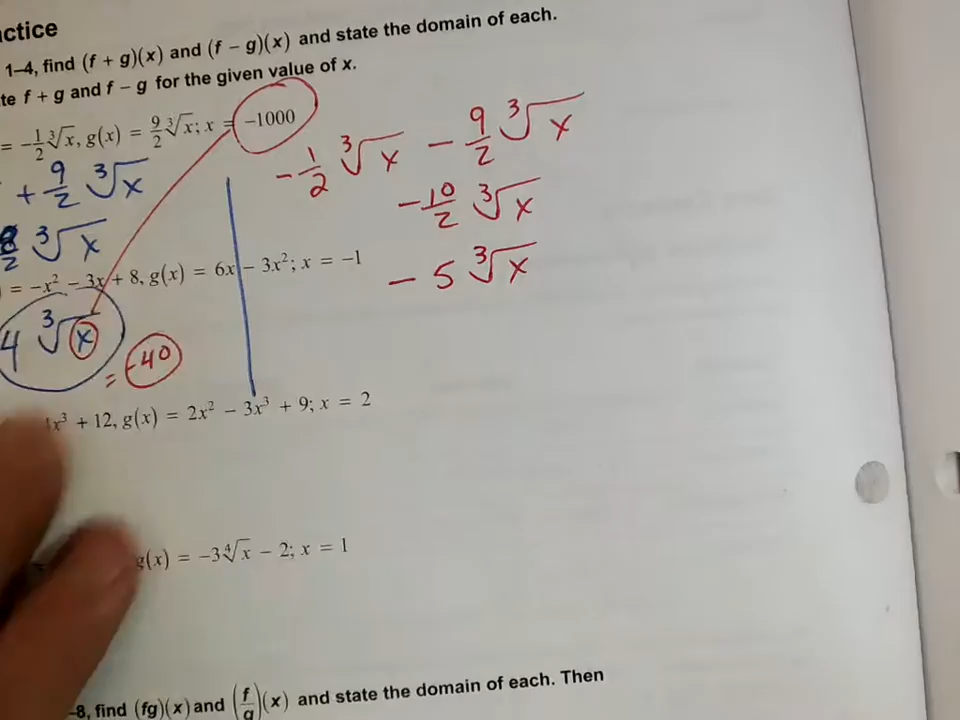 ctice
1–4, find (f + g)(x) and (f − g)(x) and state the domain of each.
te f + g and f − g for the given value of x.
= −1/2 ∛x, g(x) = 9/2 ∛x; x = −1000
+ 9/2 ∛x
8/2 ∛x
−1/2 ∛x − 9/2 ∛x
−10/2 ∛x
− 5 ∛x
) = −x² − 3x + 8, g(x) = 6x − 3x²; x = −1
4 ∛x
= -40
x³ + 12, g(x) = 2x² − 3x³ + 9; x = 2
g(x) = −3∜x − 2; x = 1
–8, find (fg)(x) and (f/g)(x) and state the domain of each. Then